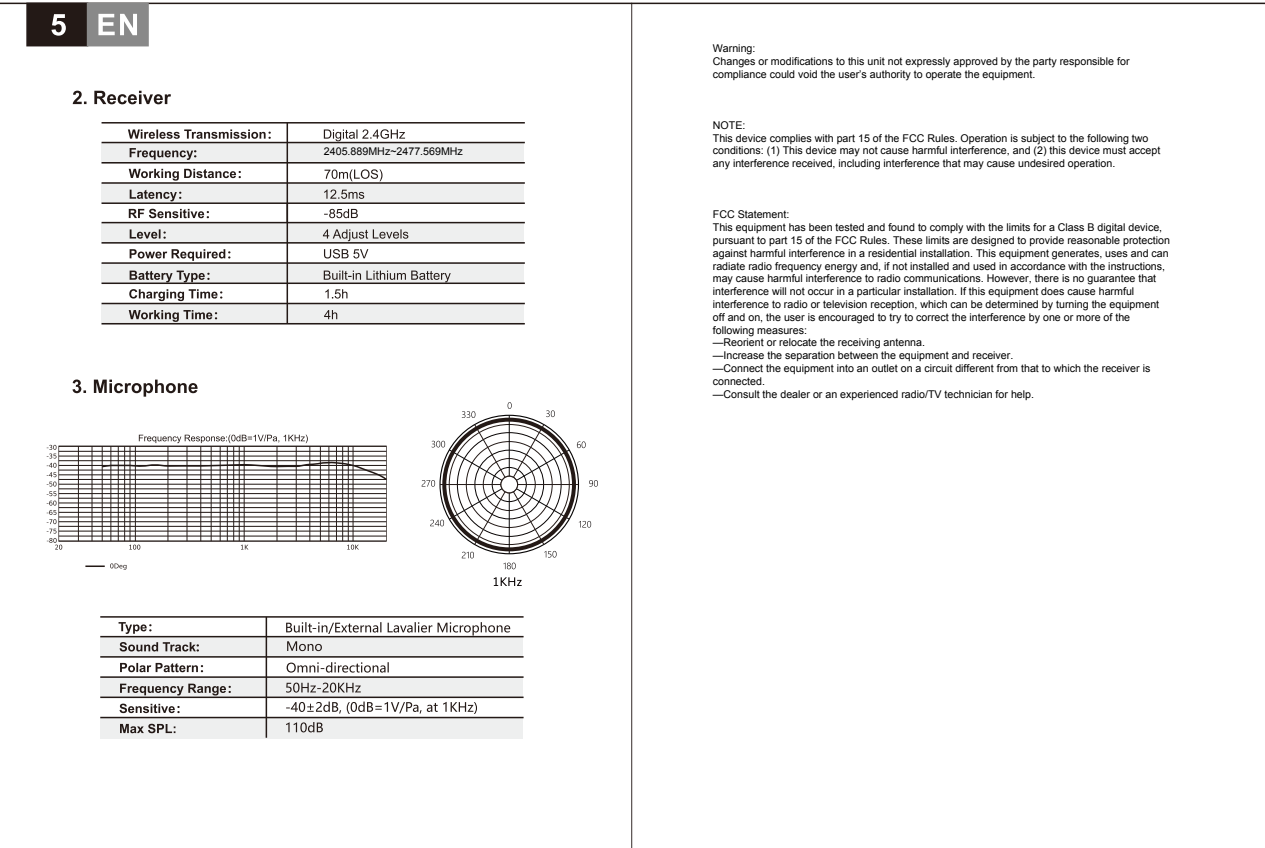 5 EN
2. Receiver
Wireless Transmission: Digital 2.4GHz
Frequency: 2405.889MHz~2477.569MHz
Working Distance: 70m(LOS)
Latency: 12.5ms
RF Sensitive: -85dB
Level: 4 Adjust Levels
Power Required: USB 5V
Battery Type: Built-in Lithium Battery
Charging Time: 1.5h
Working Time: 4h
3. Microphone
Frequency Response:(0dB=1V/Pa, 1KHz)
-30
-35
-40
-45
-50
-55
-60
-65
-70
-75
-80
20 100 1K 10K
0Deg
0
30
60
90
120
150
180
210
240
270
300
330
1KHz
Type: Built-in/External Lavalier Microphone
Sound Track: Mono
Polar Pattern: Omni-directional
Frequency Range: 50Hz-20KHz
Sensitive: -40±2dB, (0dB=1V/Pa, at 1KHz)
Max SPL: 110dB
Warning:
Changes or modifications to this unit not expressly approved by the party responsible for
compliance could void the user's authority to operate the equipment.
NOTE:
This device complies with part 15 of the FCC Rules. Operation is subject to the following two
conditions: (1) This device may not cause harmful interference, and (2) this device must accept
any interference received, including interference that may cause undesired operation.
FCC Statement:
This equipment has been tested and found to comply with the limits for a Class B digital device,
pursuant to part 15 of the FCC Rules. These limits are designed to provide reasonable protection
against harmful interference in a residential installation. This equipment generates, uses and can
radiate radio frequency energy and, if not installed and used in accordance with the instructions,
may cause harmful interference to radio communications. However, there is no guarantee that
interference will not occur in a particular installation. If this equipment does cause harmful
interference to radio or television reception, which can be determined by turning the equipment
off and on, the user is encouraged to try to correct the interference by one or more of the
following measures:
—Reorient or relocate the receiving antenna.
—Increase the separation between the equipment and receiver.
—Connect the equipment into an outlet on a circuit different from that to which the receiver is
connected.
—Consult the dealer or an experienced radio/TV technician for help.